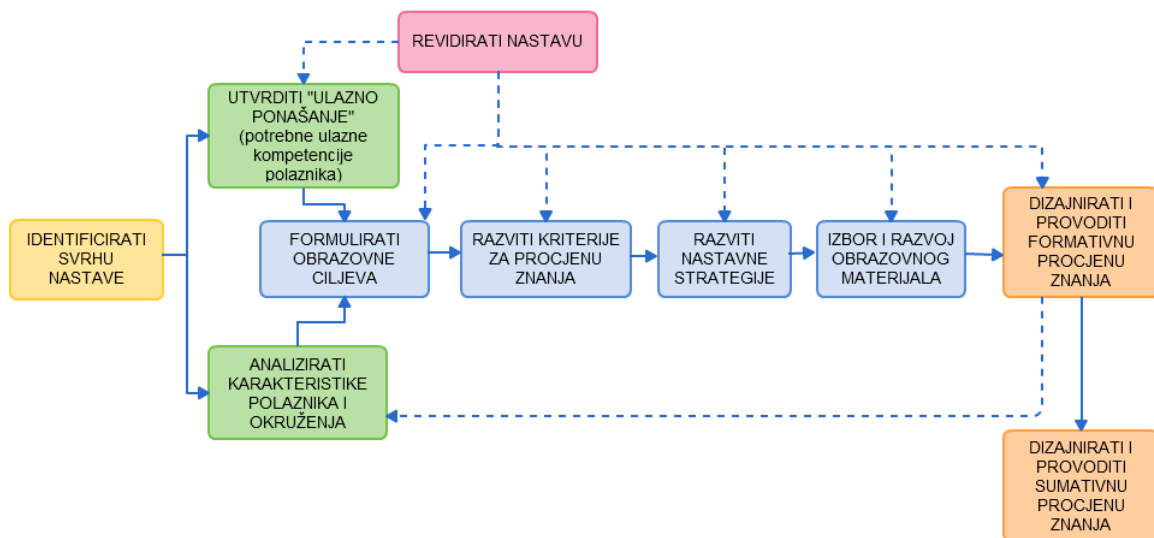 REVIDIRATI NASTAVU
UTVRDITI "ULAZNO
PONAŠANJE"
(potrebne ulazne
kompetencije
polaznika)
IDENTIFICIRATI
SVRHU
NASTAVE
FORMULIRATI
OBRAZOVNE
CILJEVA
RAZVITI KRITERIJE
ZA PROCJENU
ZNANJA
RAZVITI
NASTAVNE
STRATEGIJE
IZBOR I RAZVOJ
OBRAZOVNOG
MATERIJALA
DIZAJNIRATI I
PROVODITI
FORMATIVNU
PROCJENU
ZNANJA
ANALIZIRATI
KARAKTERISTIKE
POLAZNIKA I
OKRUŽENJA
DIZAJNIRATI I
PROVODITI
SUMATIVNU
PROCJENU
ZNANJA